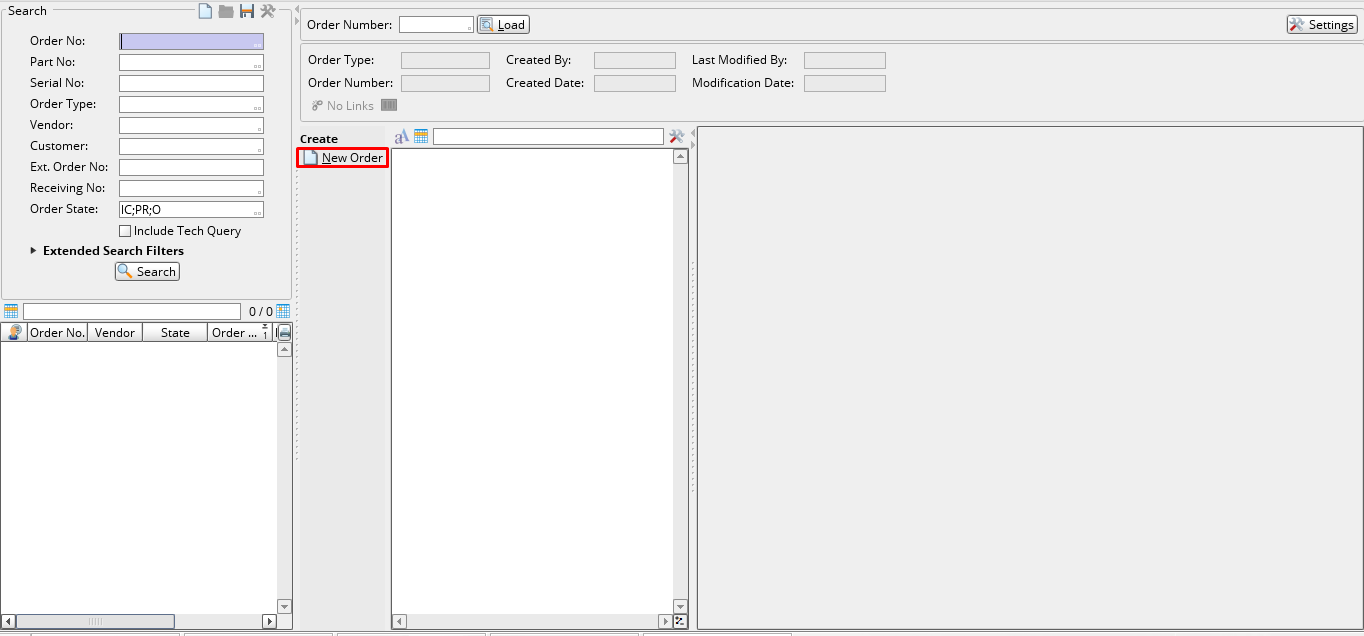 Search
Order No:
Part No:
Serial No:
Order Type:
Vendor:
Customer:
Ext. Order No:
Receiving No:
Order State: IC;PR;O
Include Tech Query
Extended Search Filters
Search
0 / 0
Order No. Vendor State Order ... 1
Order Number: Load Settings
Order Type: Created By: Last Modified By:
Order Number: Created Date: Modification Date:
No Links
Create
New Order